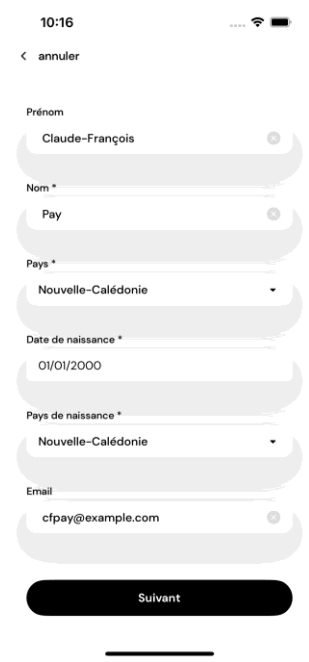 10:16
annuler
Prénom
Claude-François
Nom *
Pay
Pays *
Nouvelle-Calédonie
Date de naissance *
01/01/2000
Pays de naissance *
Nouvelle-Calédonie
Email
cfpay@example.com
Suivant